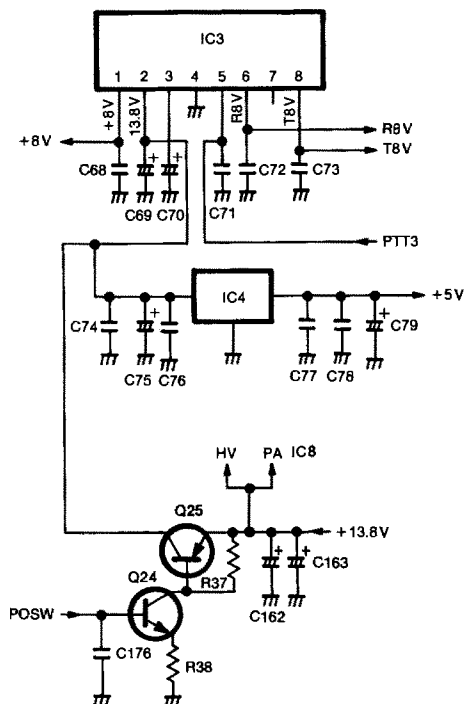 IC3
1 2 3 4 5 6 7 8
+8V 13.8V R8V T8V
+8V
R8V
T8V
C68 C69 C70 C71 C72 C73
+ +
PTT3
IC4
+5V
C74 C75 C76 C77 C78 C79
+ +
HV PA IC8
Q25
+13.8V
R37 C162 C163
+ +
Q24
POSW
C176 R38